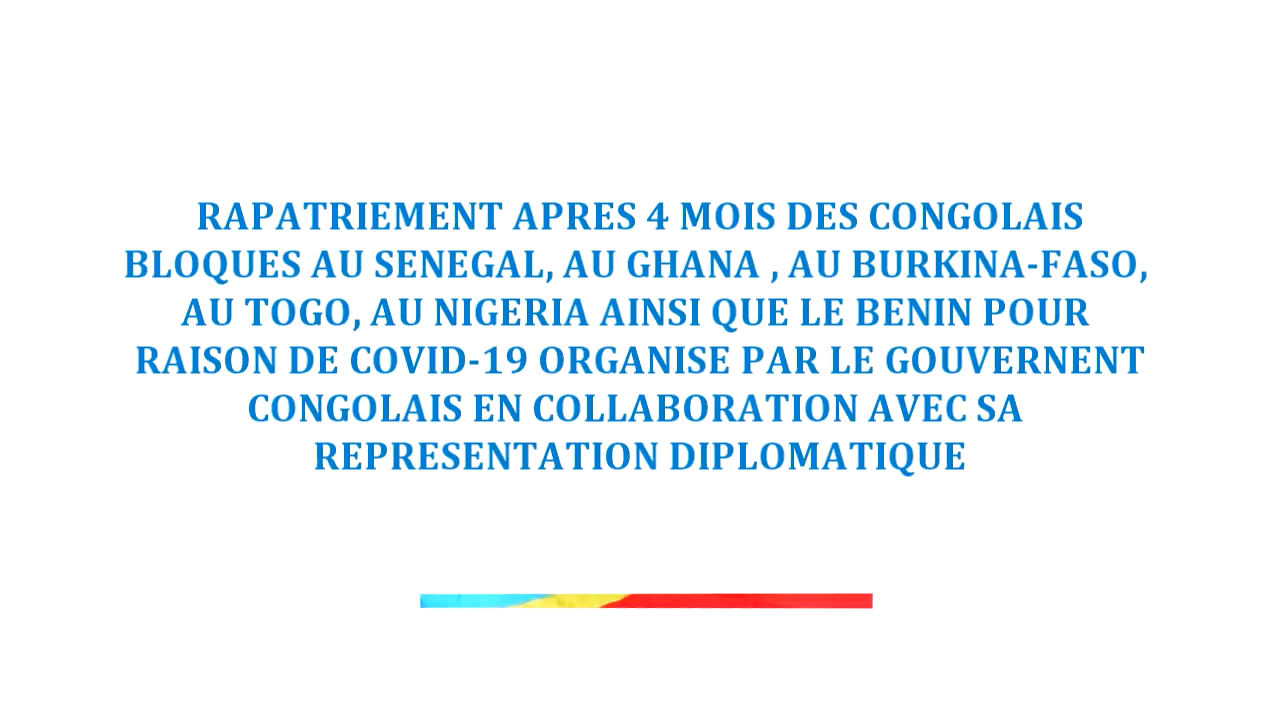 RAPATRIEMENT APRES 4 MOIS DES CONGOLAIS
BLOQUES AU SENEGAL, AU GHANA , AU BURKINA-FASO,
AU TOGO, AU NIGERIA AINSI QUE LE BENIN POUR
RAISON DE COVID-19 ORGANISE PAR LE GOUVERNENT
CONGOLAIS EN COLLABORATION AVEC SA
REPRESENTATION DIPLOMATIQUE